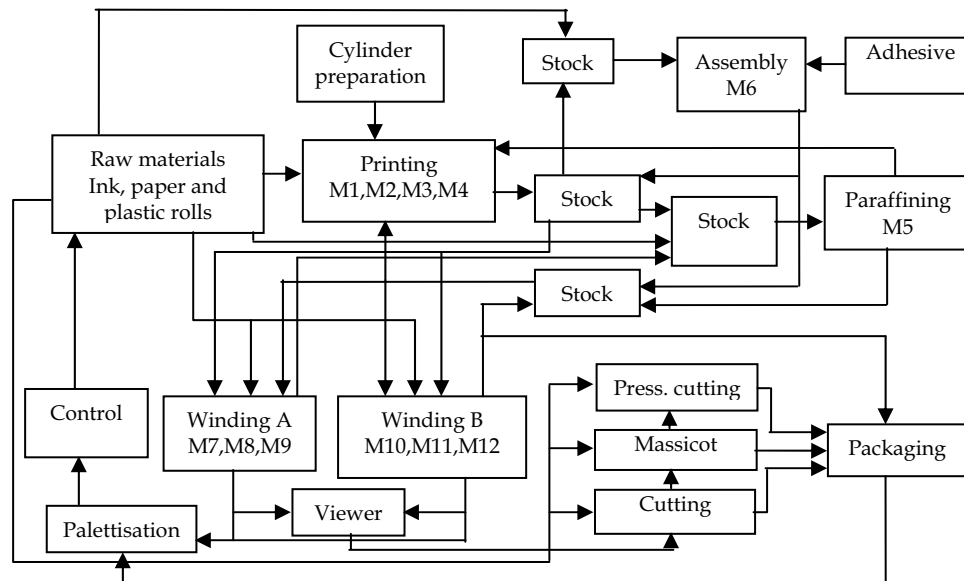 Cylinder
preparation
Stock
Assembly
M6
Adhesive
Raw materials
Ink, paper and
plastic rolls
Printing
M1,M2,M3,M4
Stock
Stock
Paraffining
M5
Stock
Control
Winding A
M7,M8,M9
Winding B
M10,M11,M12
Press. cutting
Massicot
Packaging
Palettisation
Viewer
Cutting